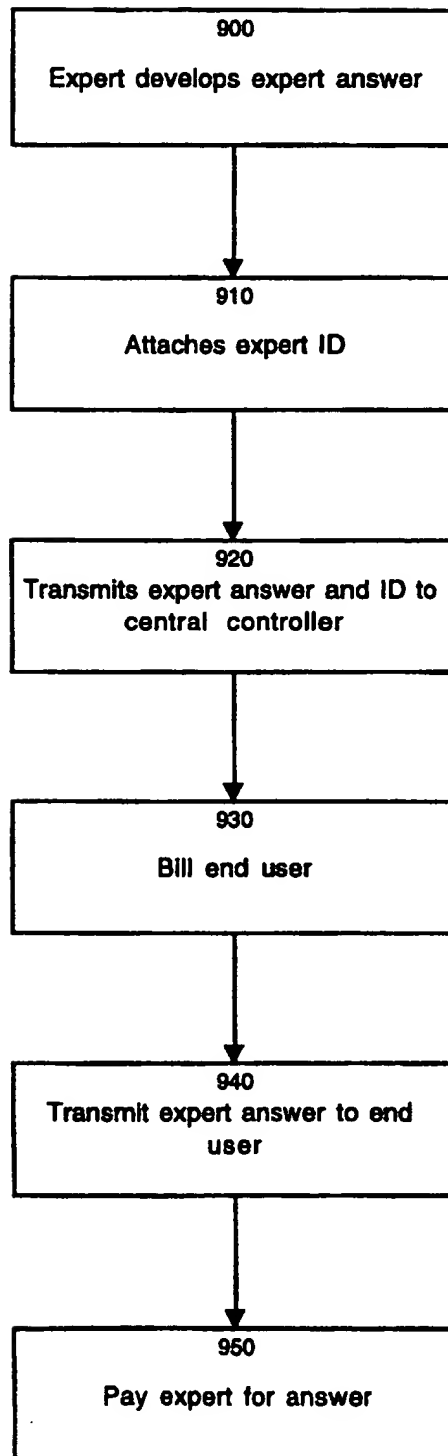 900
Expert develops expert answer
910
Attaches expert ID
920
Transmits expert answer and ID to
central controller
930
Bill end user
940
Transmit expert answer to end
user
950
Pay expert for answer